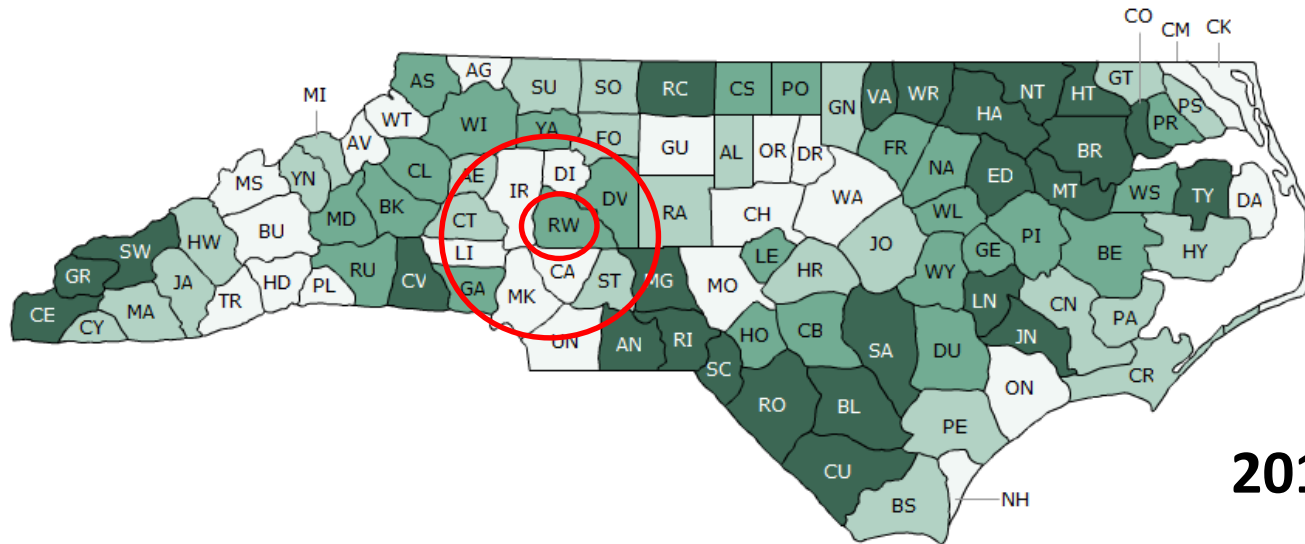 CO
CM
CK
AS
AG
SU
SO
RC
CS
PO
GN
VA
WR
NT
HT
GT
HA
PS
PR
MI
WT
WI
YA
FO
GU
AL
OR
DR
FR
NA
BR
AV
CL
AE
IR
DI
DV
WA
ED
MT
WS
TY
DA
MS
YN
MD
BK
CT
RW
RA
CH
WL
PI
BE
HY
SW
HW
BU
LI
CA
ST
JO
GE
GR
JA
RU
CV
GA
MK
MG
MO
LE
HR
WY
LN
CN
PA
CE
CY
MA
TR
HD
PL
UN
AN
RI
HO
CB
SA
DU
JN
CR
SC
RO
BL
ON
PE
CU
BS
NH
201